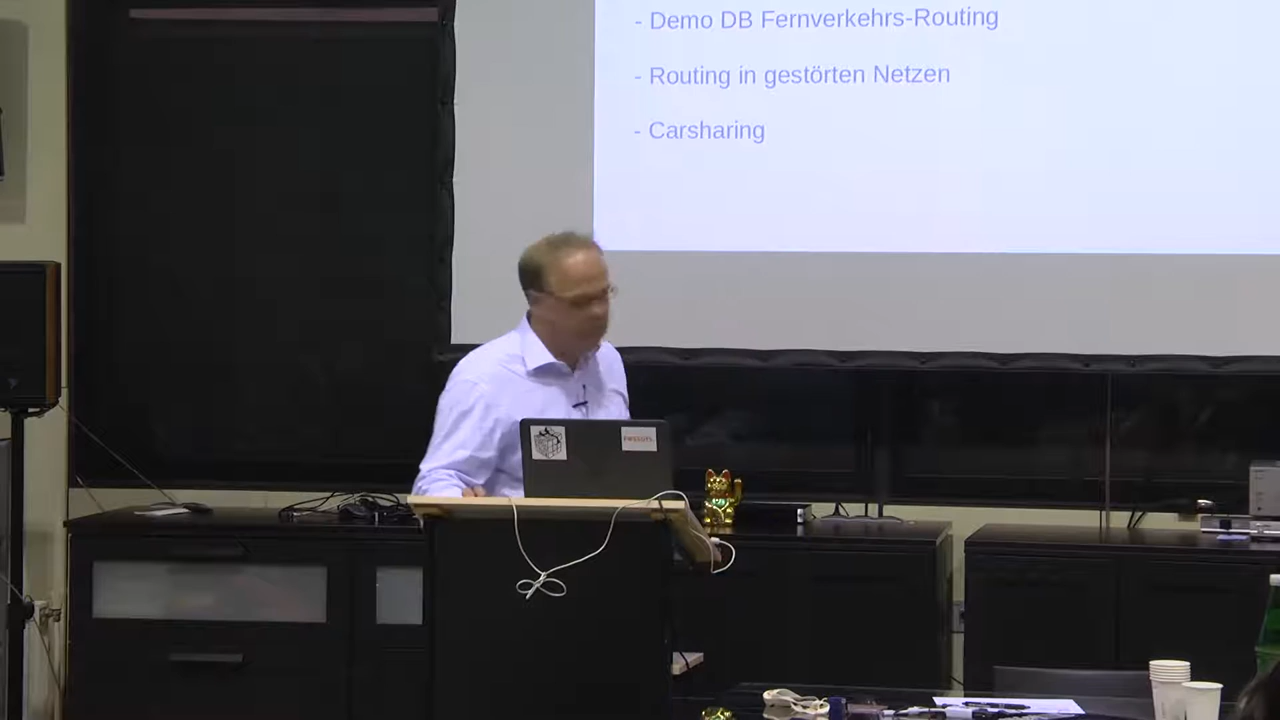 - Demo DB Fernverkehrs-Routing
- Routing in gestörten Netzen
- Carsharing